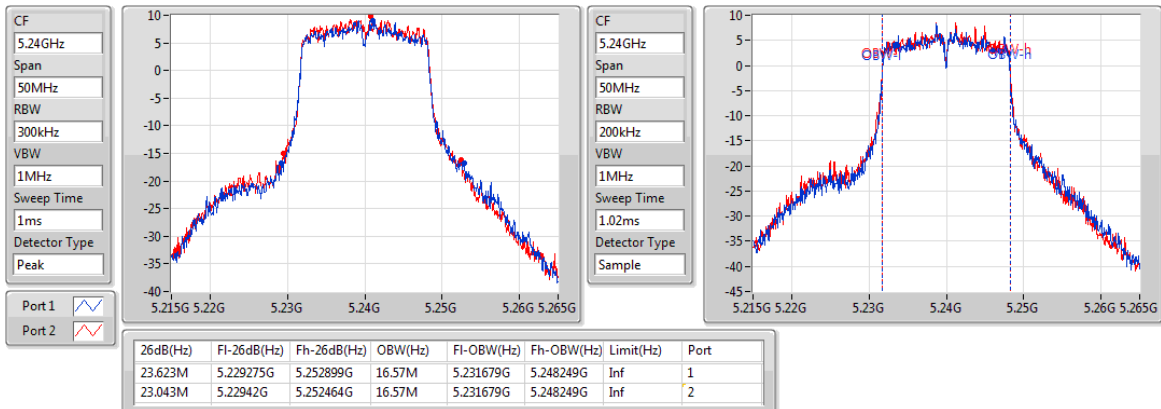 CF
5.24GHz
Span
50MHz
RBW
300kHz
VBW
1MHz
Sweep Time
1ms
Detector Type
Peak
Port 1
Port 2
10
5
0
-5
-10
-15
-20
-25
-30
-35
-40
5.215G 5.22G 5.23G 5.24G 5.25G 5.26G 5.265G
CF
5.24GHz
Span
50MHz
RBW
200kHz
VBW
1MHz
Sweep Time
1.02ms
Detector Type
Sample
10
5
0
-5
-10
-15
-20
-25
-30
-35
-40
-45
OBW-l OBW-h
5.215G 5.22G 5.23G 5.24G 5.25G 5.26G 5.265G
26dB(Hz) Fl-26dB(Hz) Fh-26dB(Hz) OBW(Hz) Fl-OBW(Hz) Fh-OBW(Hz) Limit(Hz) Port
23.623M 5.229275G 5.252899G 16.57M 5.231679G 5.248249G Inf 1
23.043M 5.22942G 5.252464G 16.57M 5.231679G 5.248249G Inf 2